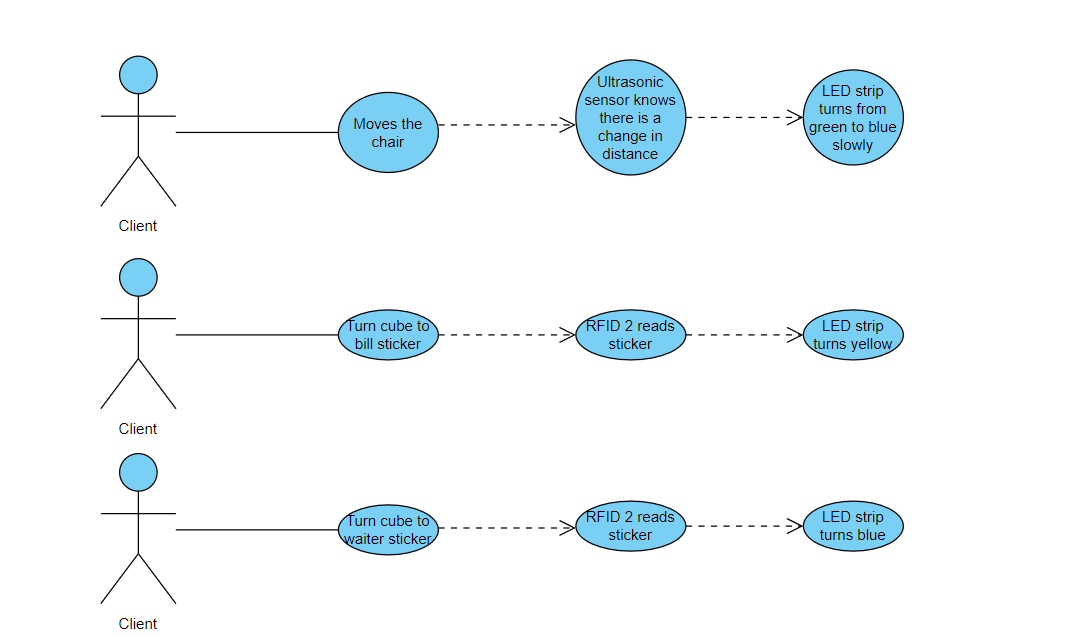 Moves the
chair
Ultrasonic
sensor knows
there is a
change in
distance
LED strip
turns from
green to blue
slowly
Client
Turn cube to
bill sticker
RFID 2 reads
sticker
LED strip
turns yellow
Client
Turn cube to
waiter sticker
RFID 2 reads
sticker
LED strip
turns blue
Client